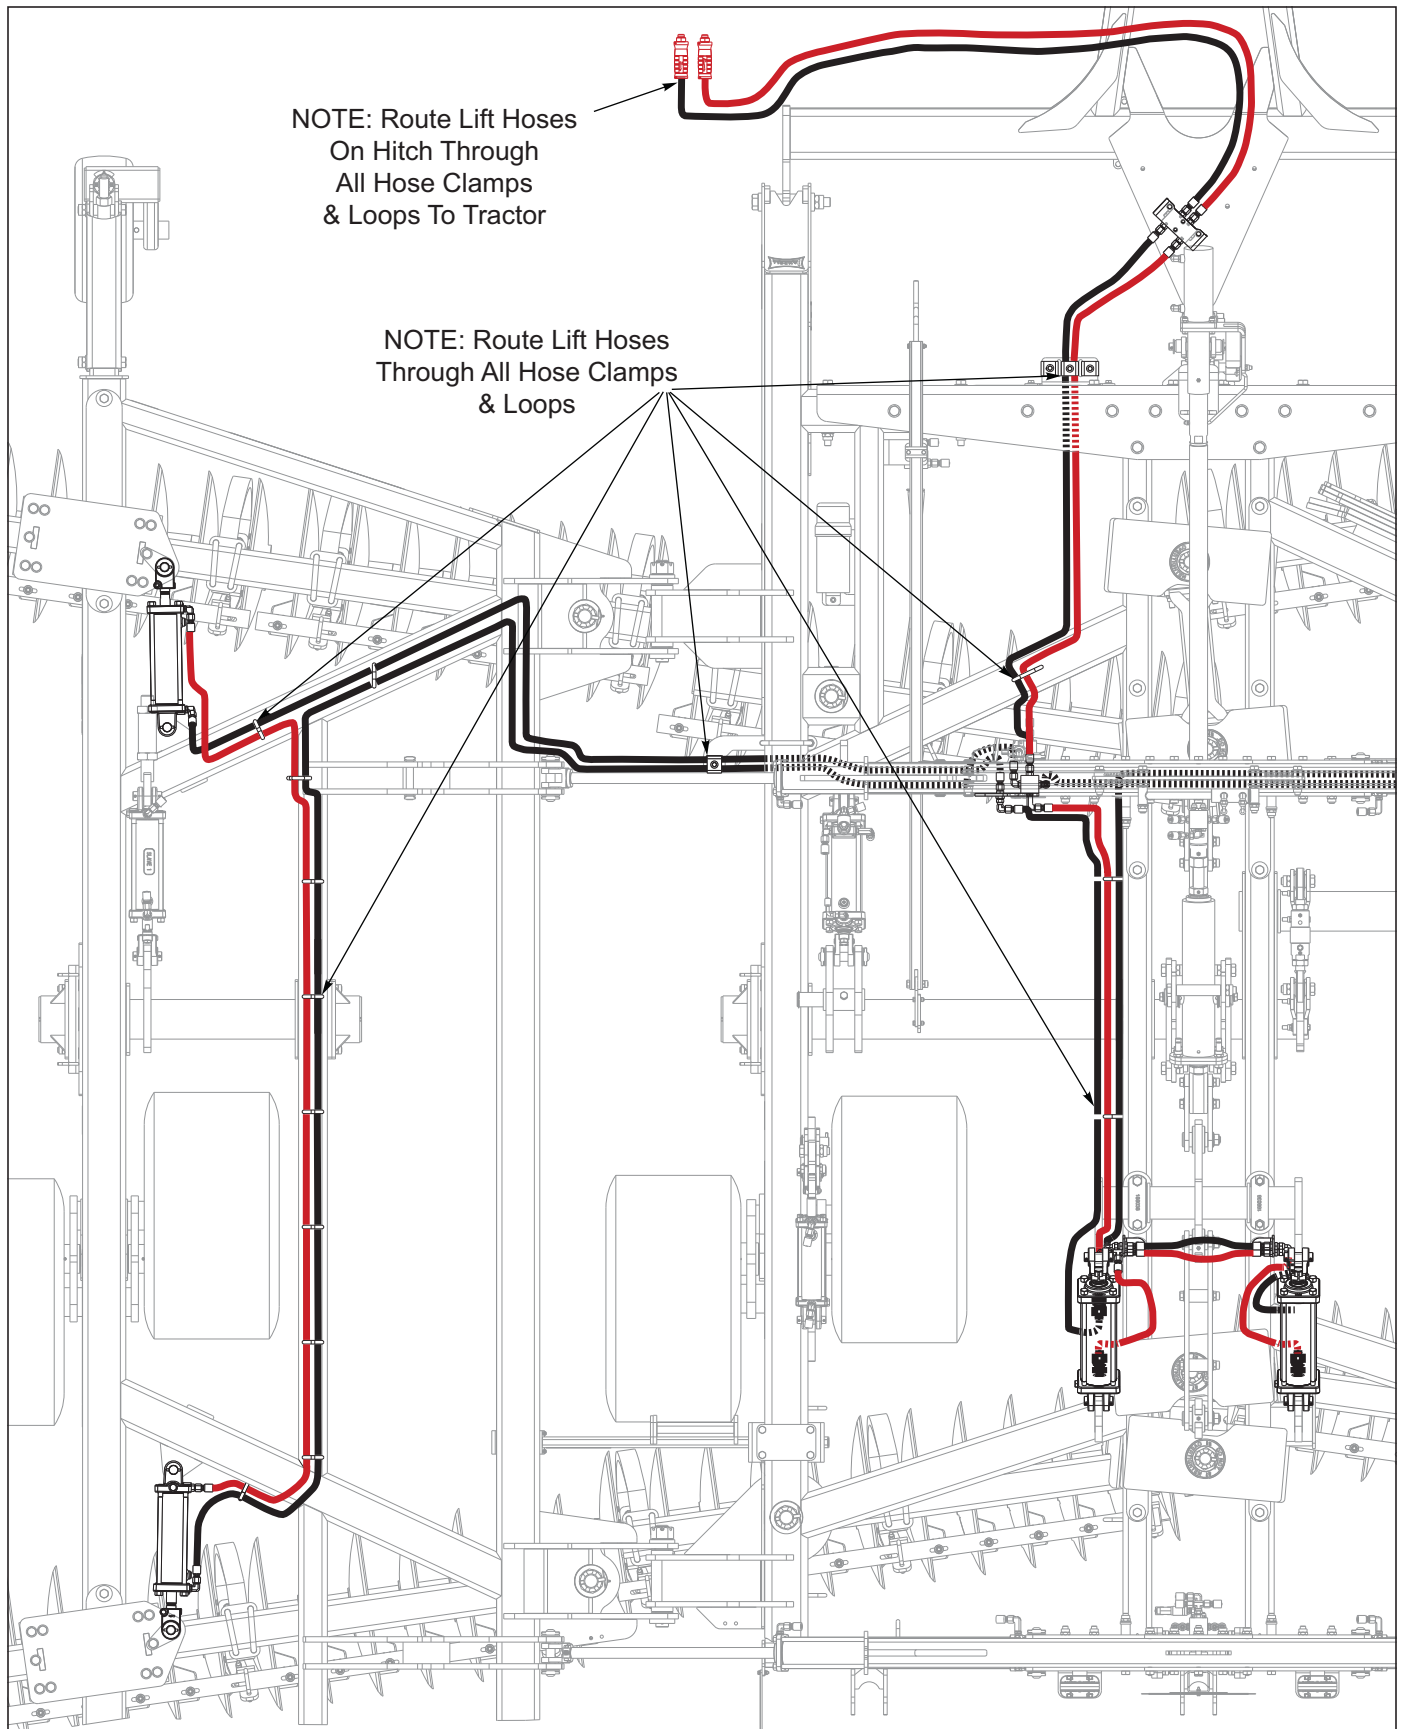 NOTE: Route Lift Hoses
On Hitch Through
All Hose Clamps
& Loops To Tractor
NOTE: Route Lift Hoses
Through All Hose Clamps
& Loops